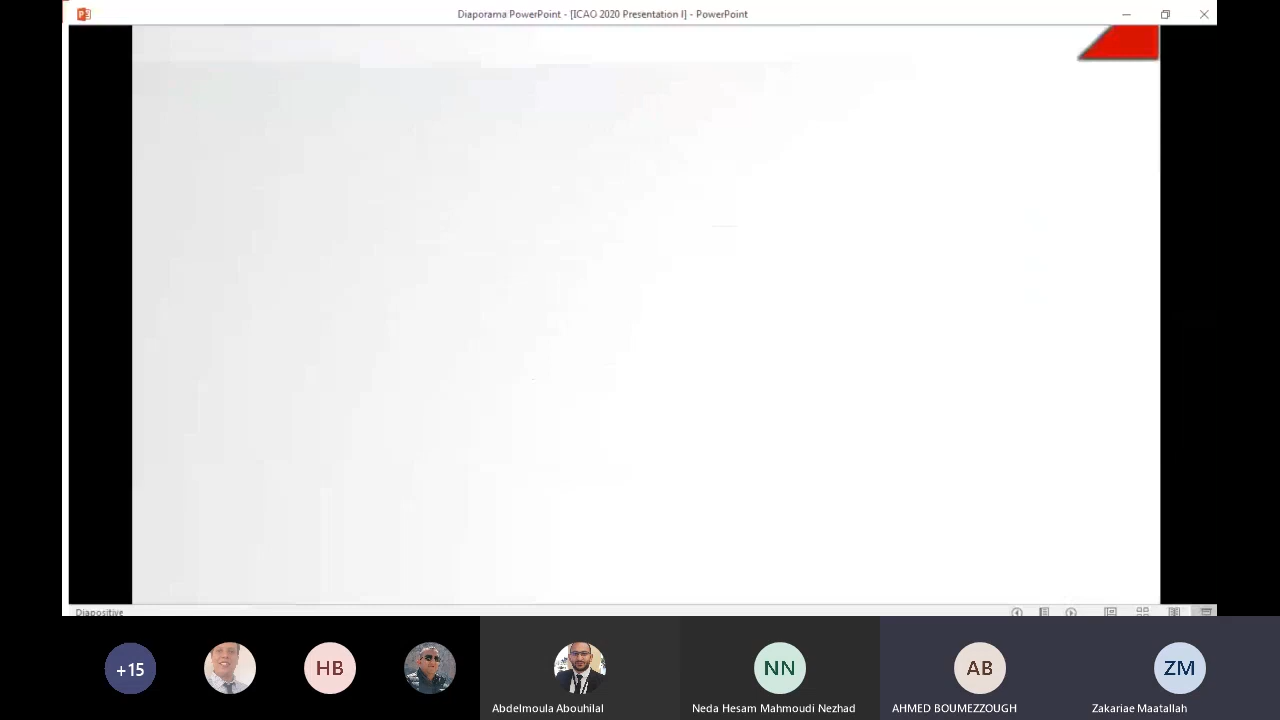 Diaporama PowerPoint - [ICAO 2020 Presentation I] - PowerPoint
Diapositive
+15
HB
NN
AB
ZM
Abdelmoula Abouhilal
Neda Hesam Mahmoudi Nezhad
AHMED BOUMEZZOUGH
Zakariae Maatallah